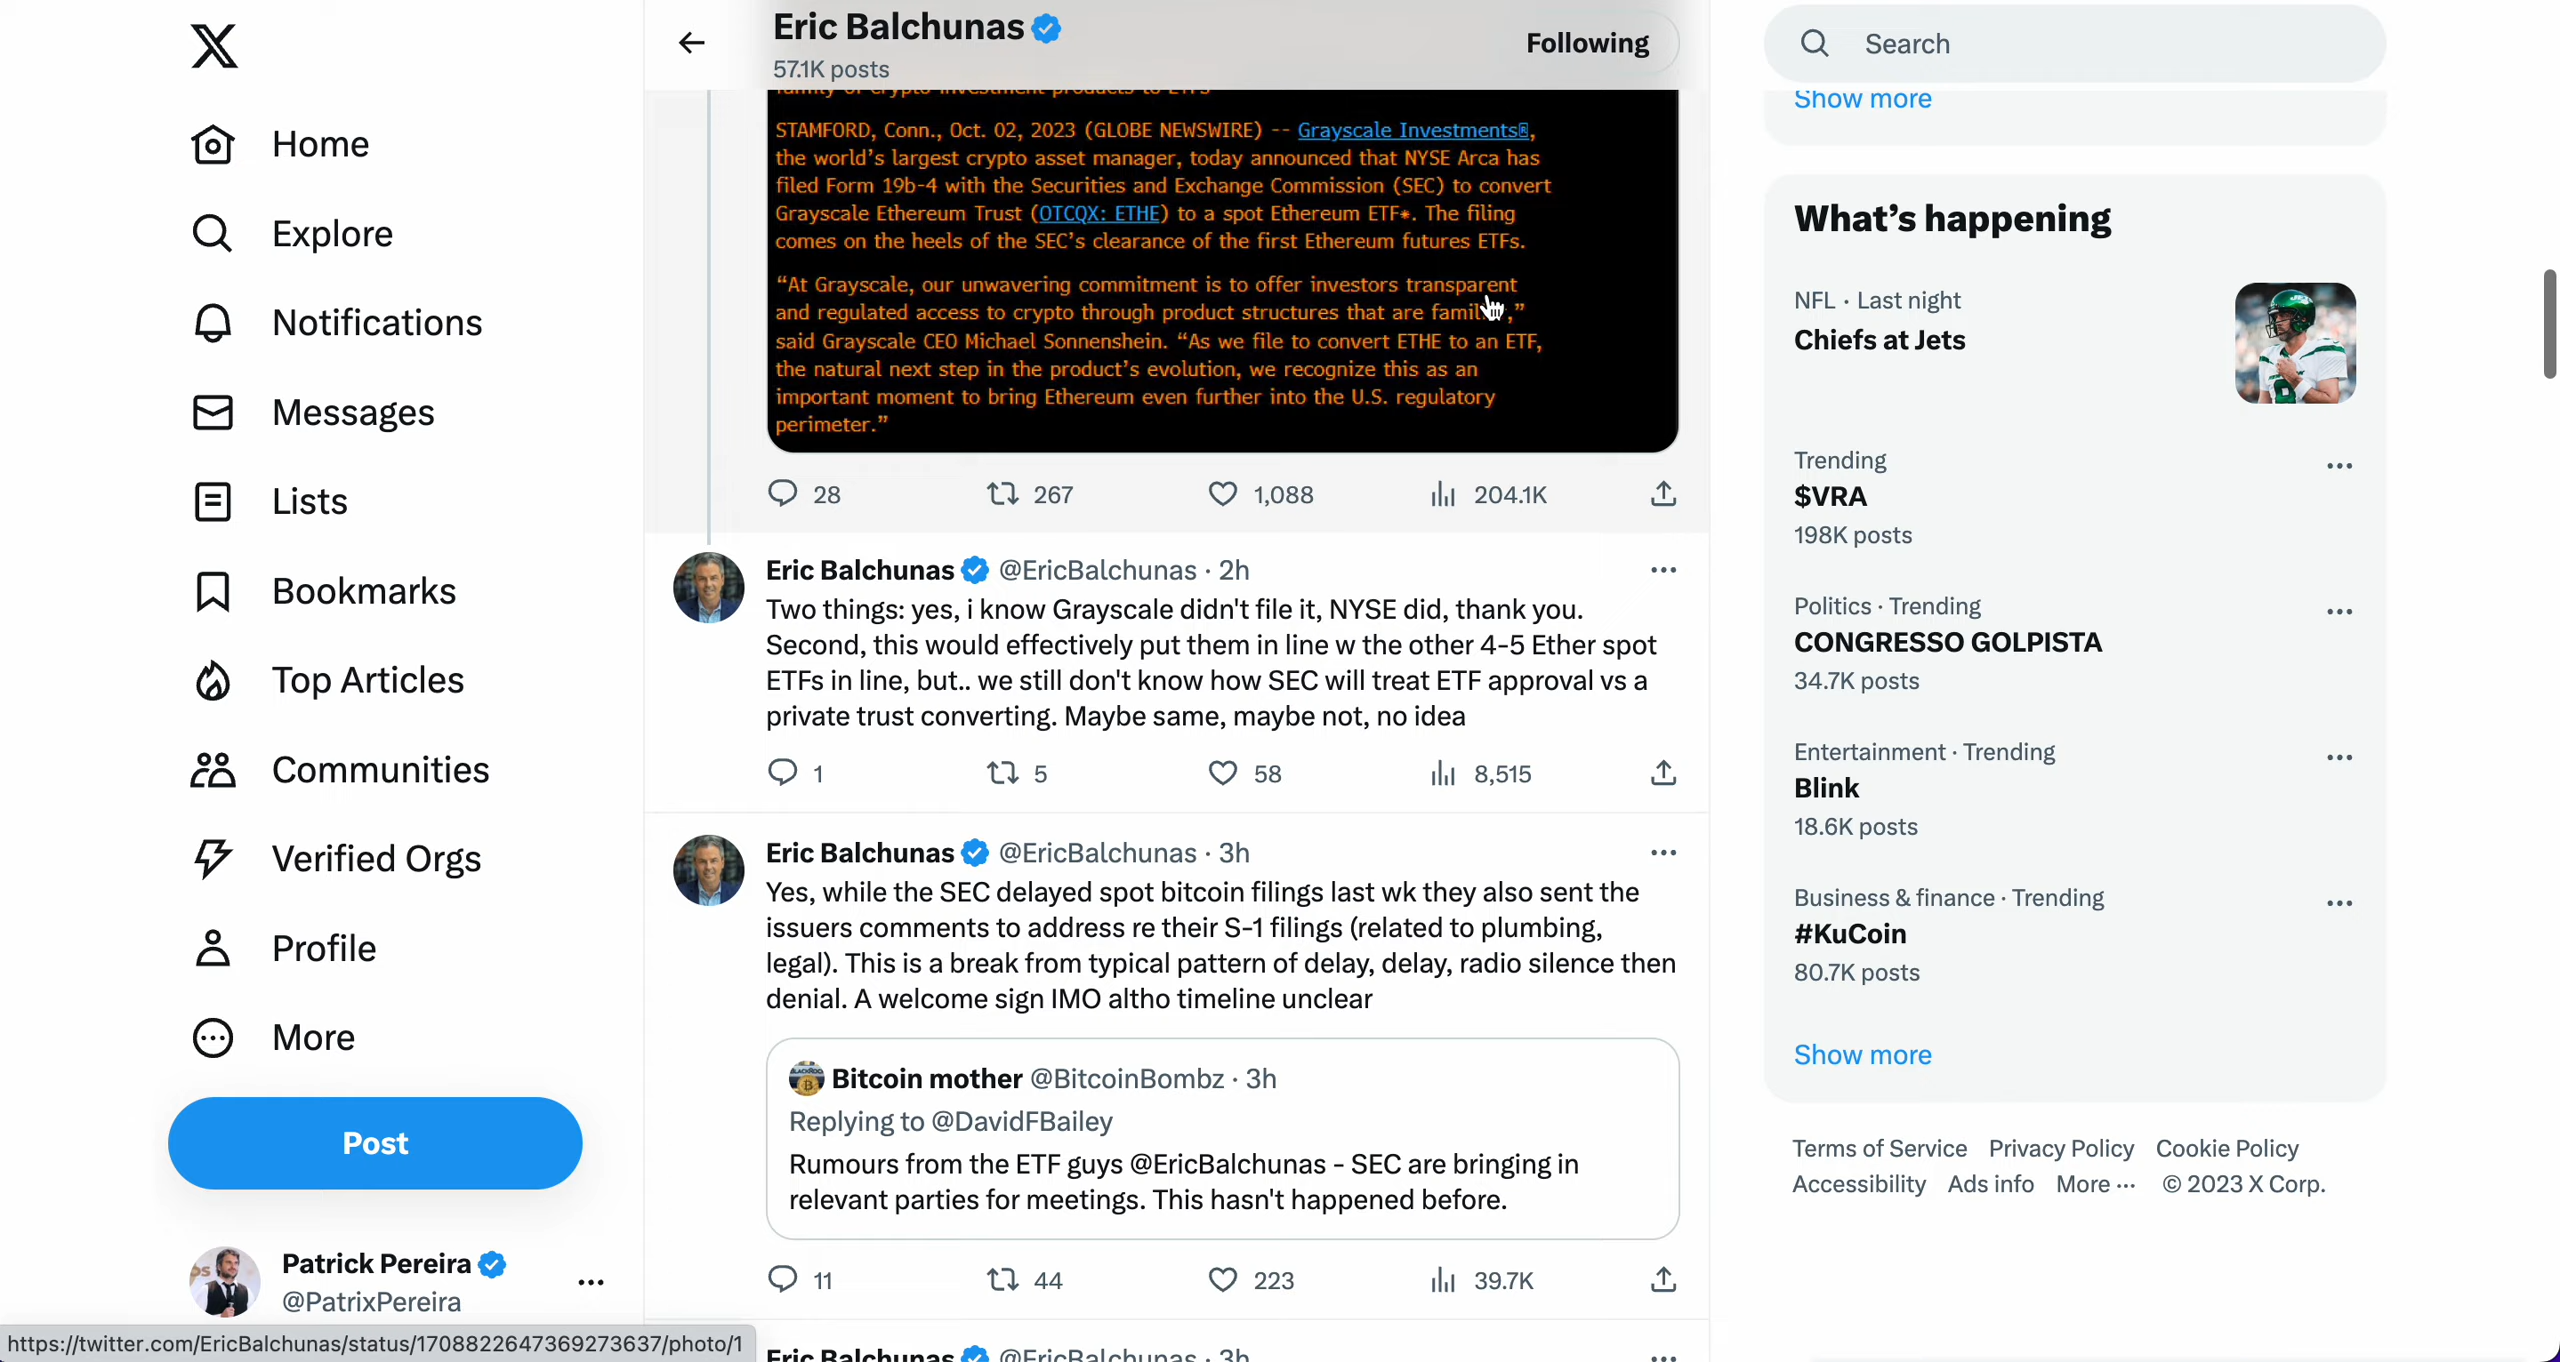 Home
Explore
Notifications
Messages
Lists
Bookmarks
Top Articles
Communities
Verified Orgs
Profile
More
Post
Patrick Pereira
@PatrixPereira
https://twitter.com/EricBalchunas/status/1708822647369273637/photo/1
Eric Balchunas
57.1K posts
Following
family of crypto investment products to ETFs
STAMFORD, Conn., Oct. 02, 2023 (GLOBE NEWSWIRE) -- Grayscale Investments®,
the world's largest crypto asset manager, today announced that NYSE Arca has
filed Form 19b-4 with the Securities and Exchange Commission (SEC) to convert
Grayscale Ethereum Trust (OTCQX: ETHE) to a spot Ethereum ETF*. The filing
comes on the heels of the SEC's clearance of the first Ethereum futures ETFs.
“At Grayscale, our unwavering commitment is to offer investors transparent
and regulated access to crypto through product structures that are
said Grayscale CEO Michael Sonnenshein. “As we file to convert ETHE to an ETF,
the natural next step in the product's evolution, we recognize this as an
important moment to bring Ethereum even further into the U.S. regulatory
perimeter.”
28 267 1,088 204.1K
Eric Balchunas @EricBalchunas · 2h
Two things: yes, i know Grayscale didn't file it, NYSE did, thank you.
Second, this would effectively put them in line w the other 4-5 Ether spot
ETFs in line, but.. we still don't know how SEC will treat ETF approval vs a
private trust converting. Maybe same, maybe not, no idea
1 5 58 8,515
Eric Balchunas @EricBalchunas · 3h
Yes, while the SEC delayed spot bitcoin filings last wk they also sent the
issuers comments to address re their S-1 filings (related to plumbing,
legal). This is a break from typical pattern of delay, delay, radio silence then
denial. A welcome sign IMO altho timeline unclear
Bitcoin mother @BitcoinBombz · 3h
Replying to @DavidFBailey
Rumours from the ETF guys @EricBalchunas - SEC are bringing in
relevant parties for meetings. This hasn't happened before.
11 44 223 39.7K
Eric Balchunas @EricBalchunas · 3h
Search
Show more
What's happening
NFL · Last night
Chiefs at Jets
Trending
$VRA
198K posts
Politics · Trending
CONGRESSO GOLPISTA
34.7K posts
Entertainment · Trending
Blink
18.6K posts
Business & finance · Trending
#KuCoin
80.7K posts
Show more
Terms of Service Privacy Policy Cookie Policy
Accessibility Ads info More ··· © 2023 X Corp.